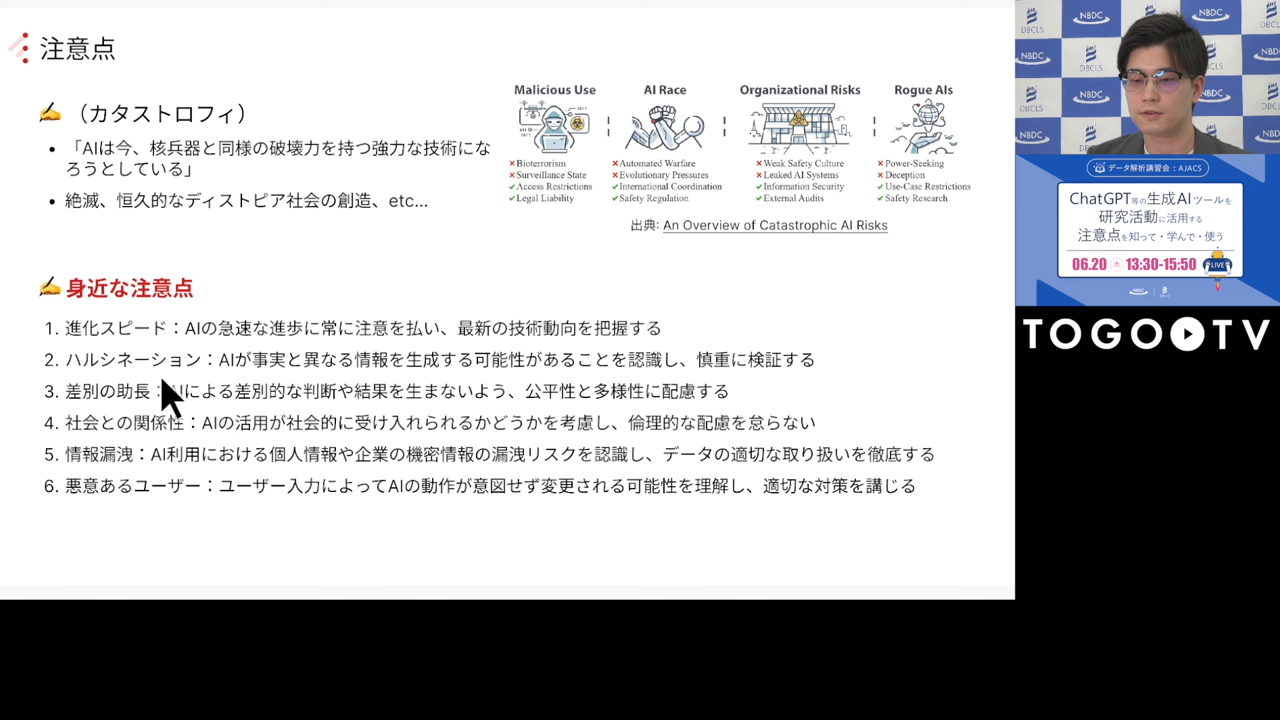 注意点
✍️ （カタストロフィ）
• 「AIは今、核兵器と同様の破壊力を持つ強力な技術にな
ろうとしている」
• 絶滅、恒久的なディストピア社会の創造、etc...
Malicious Use
✕Bioterrorism
✕Surveillance State
✓Access Restrictions
✓Legal Liability
AI Race
✕Automated Warfare
✕Evolutionary Pressures
✓International Coordination
✓Safety Regulation
Organizational Risks
✕Weak Safety Culture
✕Leaked AI Systems
✓Information Security
✓External Audits
Rogue AIs
✕Power-Seeking
✕Deception
✓Use-Case Restrictions
✓Safety Research
出典: An Overview of Catastrophic AI Risks
✍️ 身近な注意点
1. 進化スピード：AIの急速な進歩に常に注意を払い、最新の技術動向を把握する
2. ハルシネーション：AIが事実と異なる情報を生成する可能性があることを認識し、慎重に検証する
3. 差別の助長：AIによる差別的な判断や結果を生まないよう、公平性と多様性に配慮する
4. 社会との関係性：AIの活用が社会的に受け入れられるかどうかを考慮し、倫理的な配慮を怠らない
5. 情報漏洩：AI利用における個人情報や企業の機密情報の漏洩リスクを認識し、データの適切な取り扱いを徹底する
6. 悪意あるユーザー：ユーザー入力によってAIの動作が意図せず変更される可能性を理解し、適切な対策を講じる
NBDC
DBCLS
NBDC
DBCLS
NBDC
NBDC
DBCLS
NBDC
データ解析講習会：AJACS
ChatGPT等の生成AIツールを
研究活動に活用する
注意点を知って・学んで・使う
06.20 木 13:30-15:50
LIVE
TOGO TV